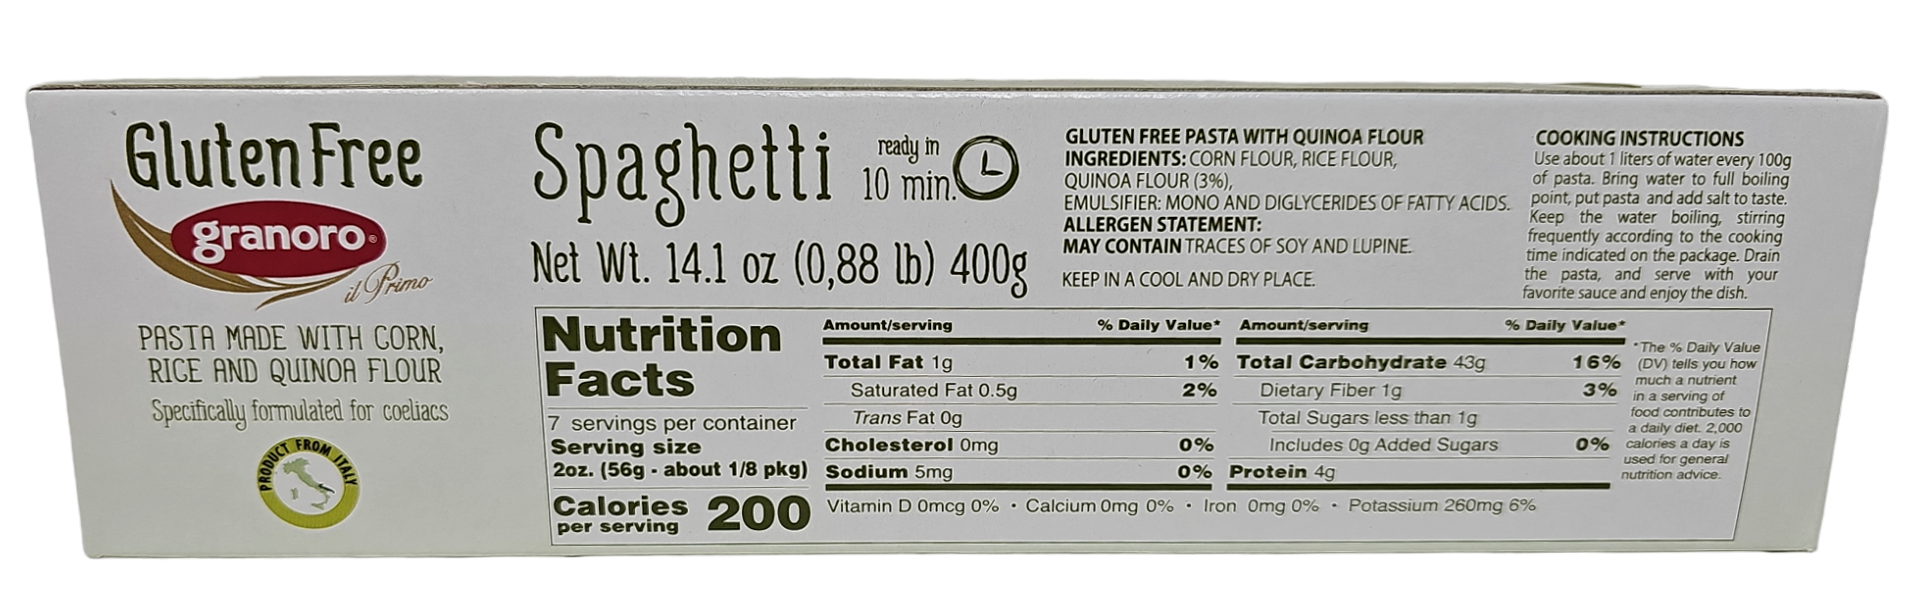 Gluten Free
granoro®
il Primo
PASTA MADE WITH CORN,
RICE AND QUINOA FLOUR
Specifically formulated for coeliacs
PRODUCT FROM ITALY
Spaghetti
ready in
10 min.
Net Wt. 14.1 oz (0,88 lb) 400g
GLUTEN FREE PASTA WITH QUINOA FLOUR
INGREDIENTS: CORN FLOUR, RICE FLOUR,
QUINOA FLOUR (3%),
EMULSIFIER: MONO AND DIGLYCERIDES OF FATTY ACIDS.
ALLERGEN STATEMENT:
MAY CONTAIN TRACES OF SOY AND LUPINE.
KEEP IN A COOL AND DRY PLACE.
COOKING INSTRUCTIONS
Use about 1 liters of water every 100g
of pasta. Bring water to full boiling
point, put pasta and add salt to taste.
Keep the water boiling, stirring
frequently according to the cooking
time indicated on the package. Drain
the pasta, and serve with your
favorite sauce and enjoy the dish.
Nutrition
Facts
7 servings per container
Serving size
2oz. (56g - about 1/8 pkg)
Calories
per serving
200
Amount/serving % Daily Value*
Total Fat 1g 1%
Saturated Fat 0.5g 2%
Trans Fat 0g
Cholesterol 0mg 0%
Sodium 5mg 0%
Amount/serving % Daily Value*
Total Carbohydrate 43g 16%
Dietary Fiber 1g 3%
Total Sugars less than 1g
Includes 0g Added Sugars 0%
Protein 4g
Vitamin D 0mcg 0% • Calcium 0mg 0% • Iron 0mg 0% • Potassium 260mg 6%
*The % Daily Value
(DV) tells you how
much a nutrient
in a serving of
food contributes to
a daily diet. 2,000
calories a day is
used for general
nutrition advice.